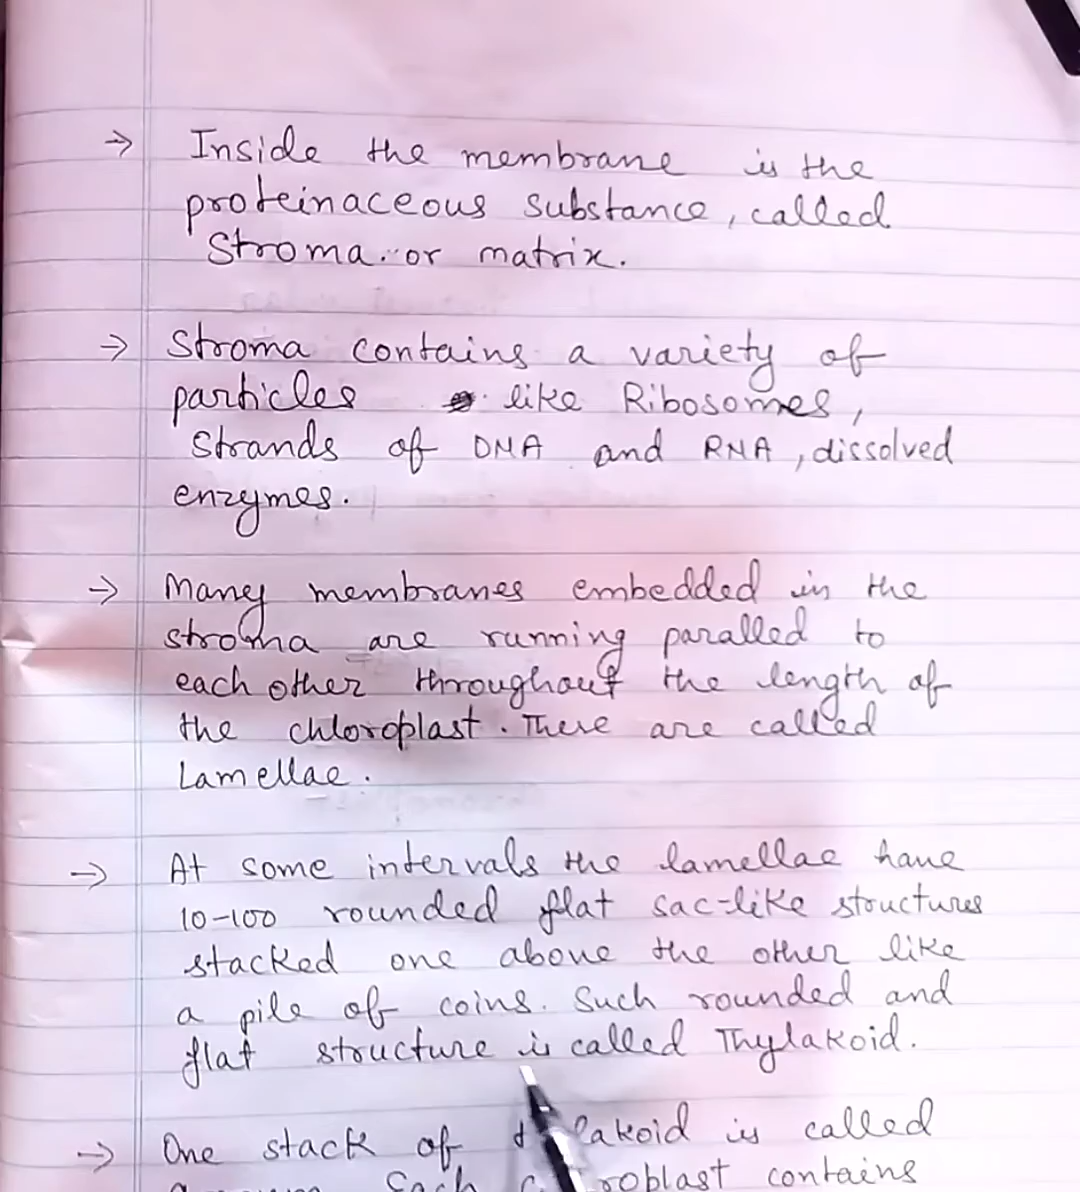 → Inside the membrane is the
proteinaceous substance, called
Stroma or matrix.
→ Stroma contains a variety of
particles like Ribosomes,
Strands of DNA and RNA, dissolved
enzymes.
→ Many membranes embedded in the
stroma are running paralled to
each other throughout the length of
the chloroplast. There are called
Lamellae.
→ At some intervals the lamellae have
10-100 rounded flat sac-like structures
stacked one above the other like
a pile of coins. Such rounded and
flat structure is called Thylakoid.
→ One stack of is called
Each contains